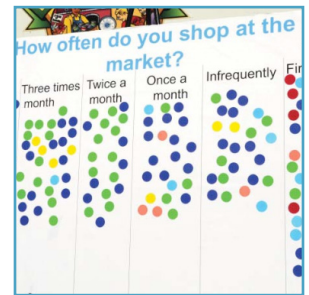 How often do you shop at the
market?
Three times
month
Twice a
month
Once a
month
Infrequently